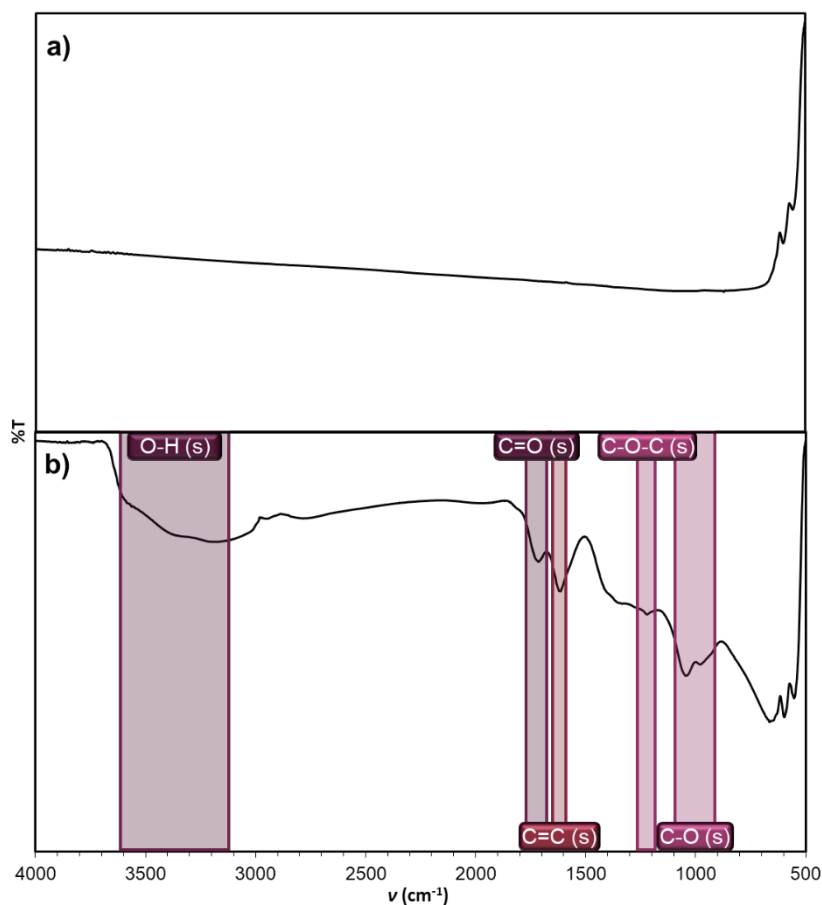 a)
%T
O-H (s)
C=O (s)
C-O-C (s)
b)
C=C (s)
C-O (s)
4000
3500
3000
2500
2000
1500
1000
500
ν (cm⁻¹)